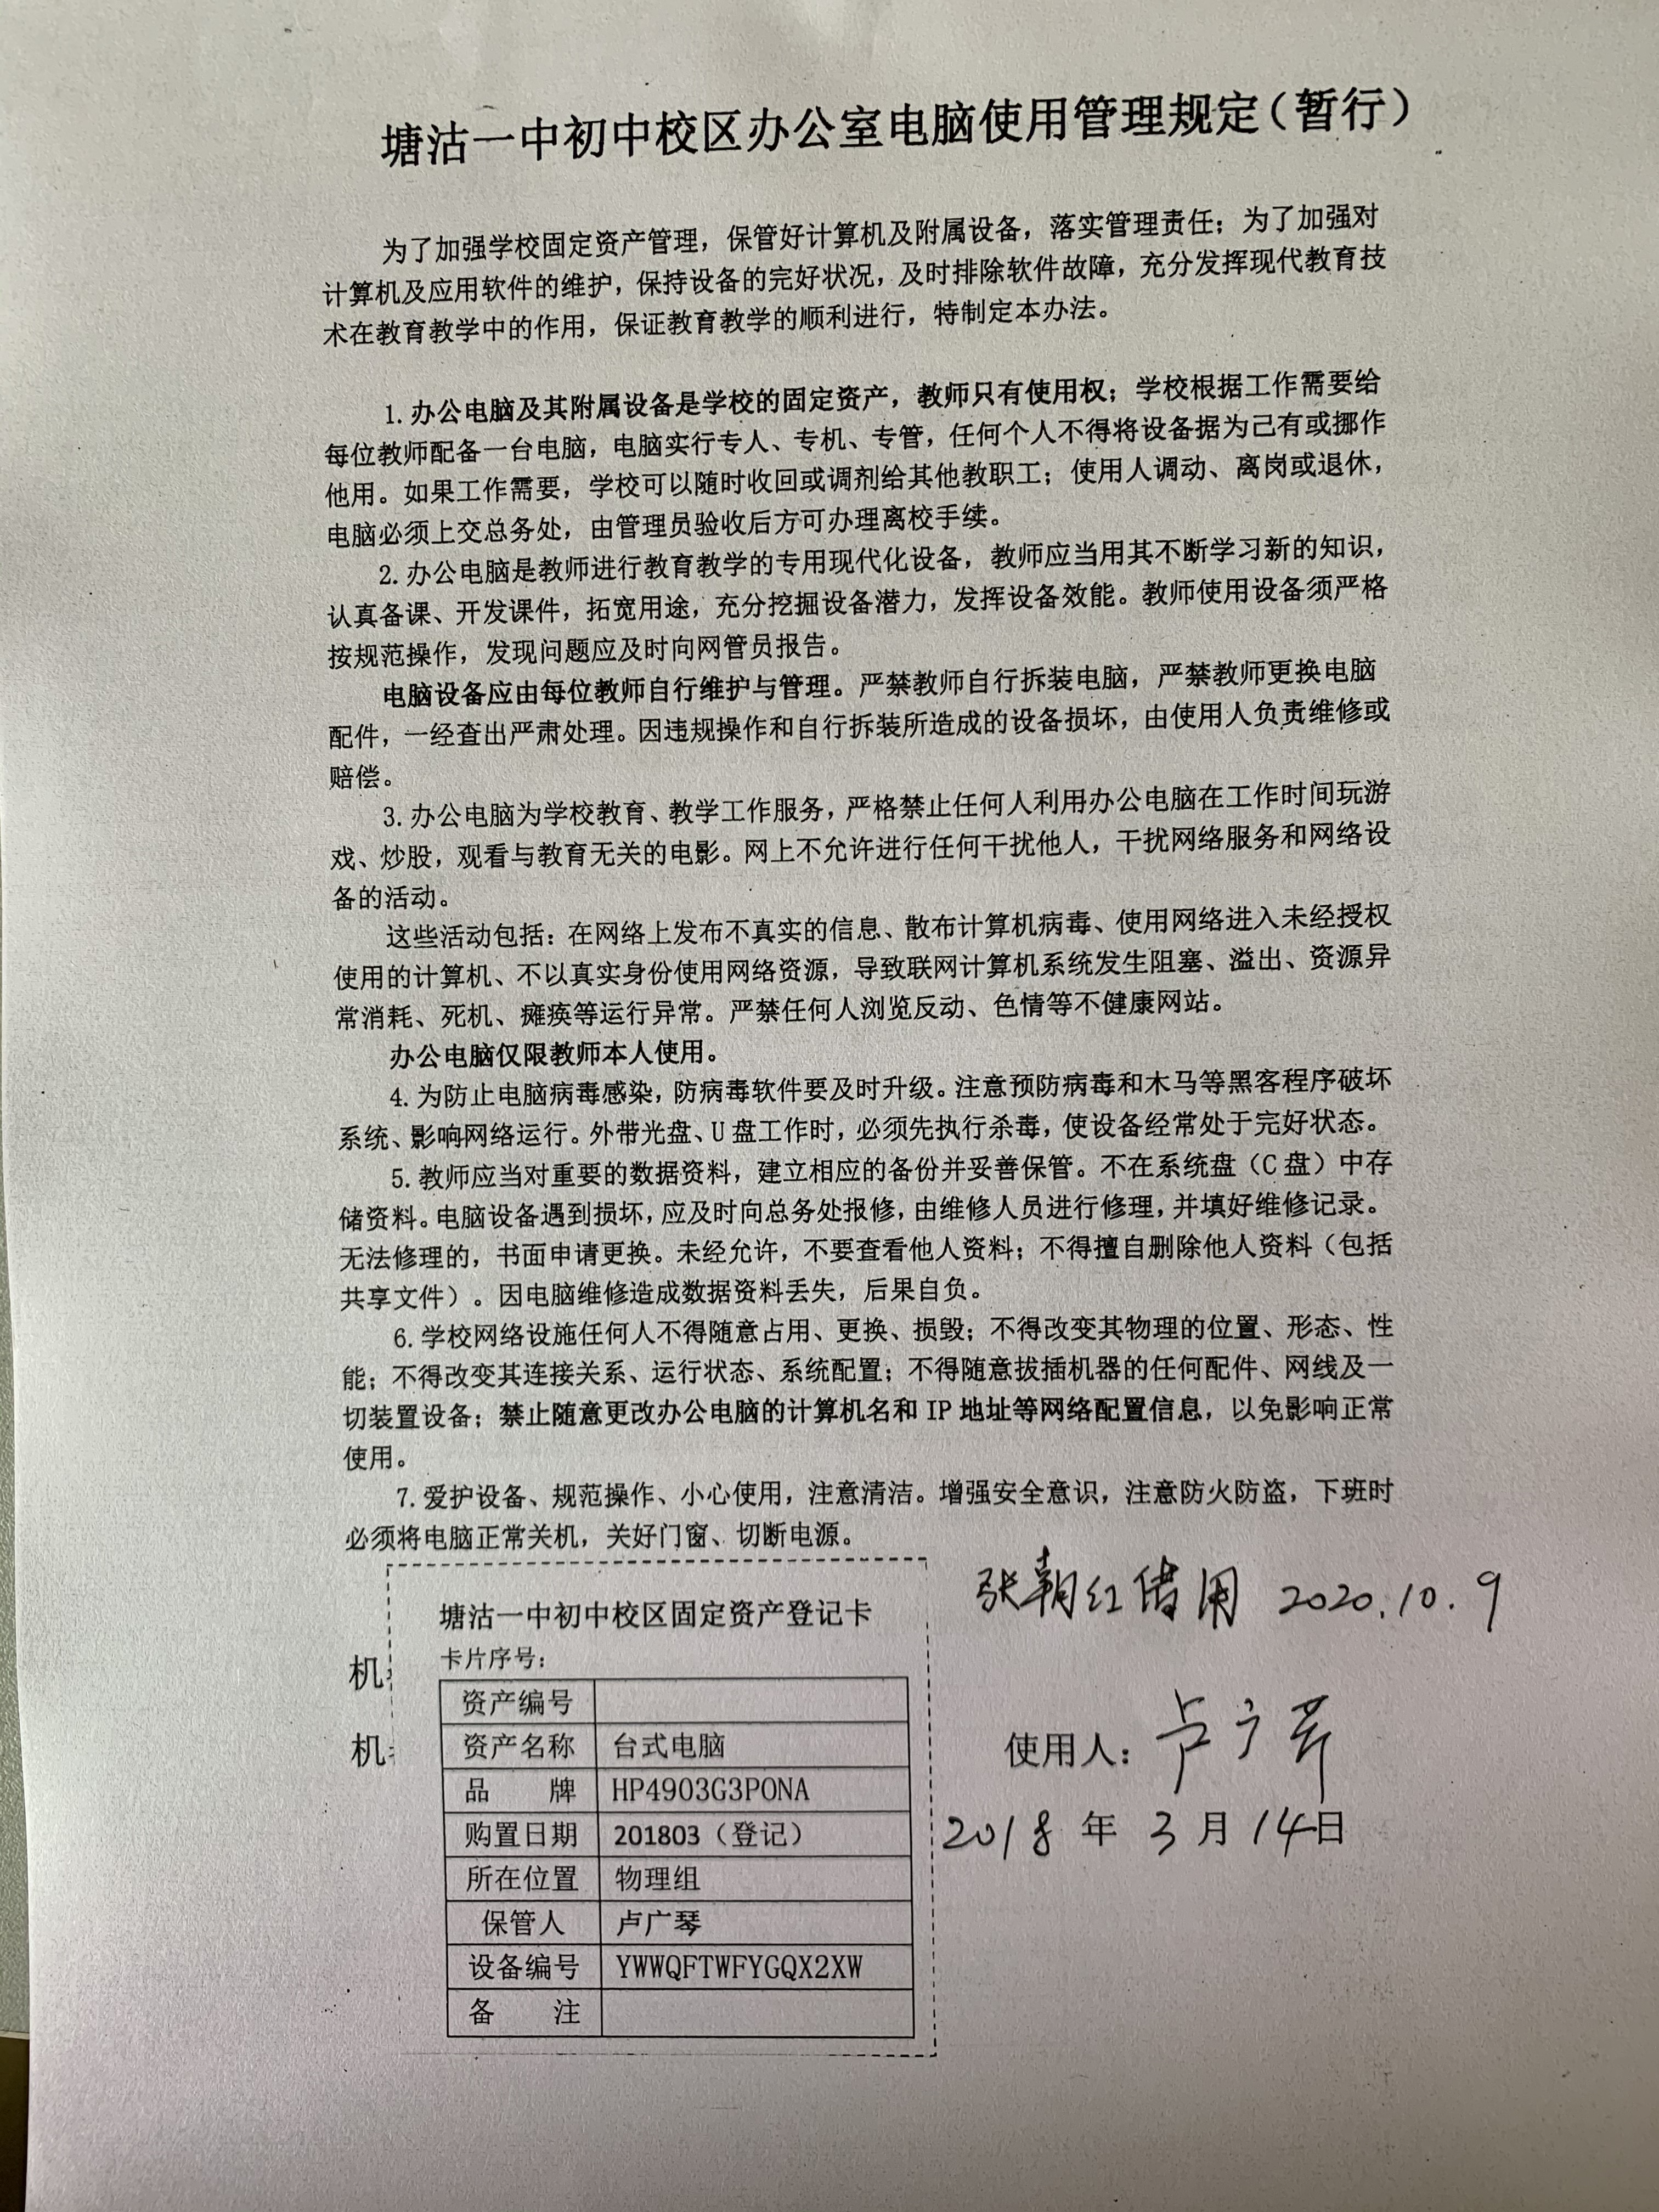 塘沽一中初中校区办公室电脑使用管理规定（暂行）
为了加强学校固定资产管理，保管好计算机及附属设备，落实管理责任；为了加强对
计算机及应用软件的维护，保持设备的完好状况，及时排除软件故障，充分发挥现代教育技
术在教育教学中的作用，保证教育教学的顺利进行，特制定本办法。
1.办公电脑及其附属设备是学校的固定资产，教师只有使用权；学校根据工作需要给
每位教师配备一台电脑，电脑实行专人、专机、专管，任何个人不得将设备据为己有或挪作
他用。如果工作需要，学校可以随时收回或调剂给其他教职工；使用人调动、离岗或退休，
电脑必须上交总务处，由管理员验收后方可办理离校手续。
2.办公电脑是教师进行教育教学的专用现代化设备，教师应当用其不断学习新的知识，
认真备课、开发课件，拓宽用途，充分挖掘设备潜力，发挥设备效能。教师使用设备须严格
按规范操作，发现问题应及时向网管员报告。
电脑设备应由每位教师自行维护与管理。严禁教师自行拆装电脑，严禁教师更换电脑
配件，一经查出严肃处理。因违规操作和自行拆装所造成的设备损坏，由使用人负责维修或
赔偿。
3.办公电脑为学校教育、教学工作服务，严格禁止任何人利用办公电脑在工作时间玩游
戏、炒股，观看与教育无关的电影。网上不允许进行任何干扰他人，干扰网络服务和网络设
备的活动。
这些活动包括：在网络上发布不真实的信息、散布计算机病毒、使用网络进入未经授权
使用的计算机、不以真实身份使用网络资源，导致联网计算机系统发生阻塞、溢出、资源异
常消耗、死机、瘫痪等运行异常。严禁任何人浏览反动、色情等不健康网站。
办公电脑仅限教师本人使用。
4.为防止电脑病毒感染，防病毒软件要及时升级。注意预防病毒和木马等黑客程序破坏
系统、影响网络运行。外带光盘、U盘工作时，必须先执行杀毒，使设备经常处于完好状态。
5.教师应当对重要的数据资料，建立相应的备份并妥善保管。不在系统盘（C盘）中存
储资料。电脑设备遇到损坏，应及时向总务处报修，由维修人员进行修理，并填好维修记录。
无法修理的，书面申请更换。未经允许，不要查看他人资料；不得擅自删除他人资料（包括
共享文件）。因电脑维修造成数据资料丢失，后果自负。
6.学校网络设施任何人不得随意占用、更换、损毁；不得改变其物理的位置、形态、性
能；不得改变其连接关系、运行状态、系统配置；不得随意拔插机器的任何配件、网线及一
切装置设备；禁止随意更改办公电脑的计算机名和 IP 地址等网络配置信息，以免影响正常
使用。
7.爱护设备、规范操作、小心使用，注意清洁。增强安全意识，注意防火防盗，下班时
必须将电脑正常关机，关好门窗、切断电源。
张朝红借用 2020.10.9
塘沽一中初中校区固定资产登记卡
卡片序号：
机
资产编号
资产名称 台式电脑
机
使用人：卢广琴
品 牌 HP4903G3PONA
购置日期 201803（登记）
2018 年 3 月 14日
所在位置 物理组
保管人 卢广琴
设备编号 YWWQFTWFYGQX2XW
备 注